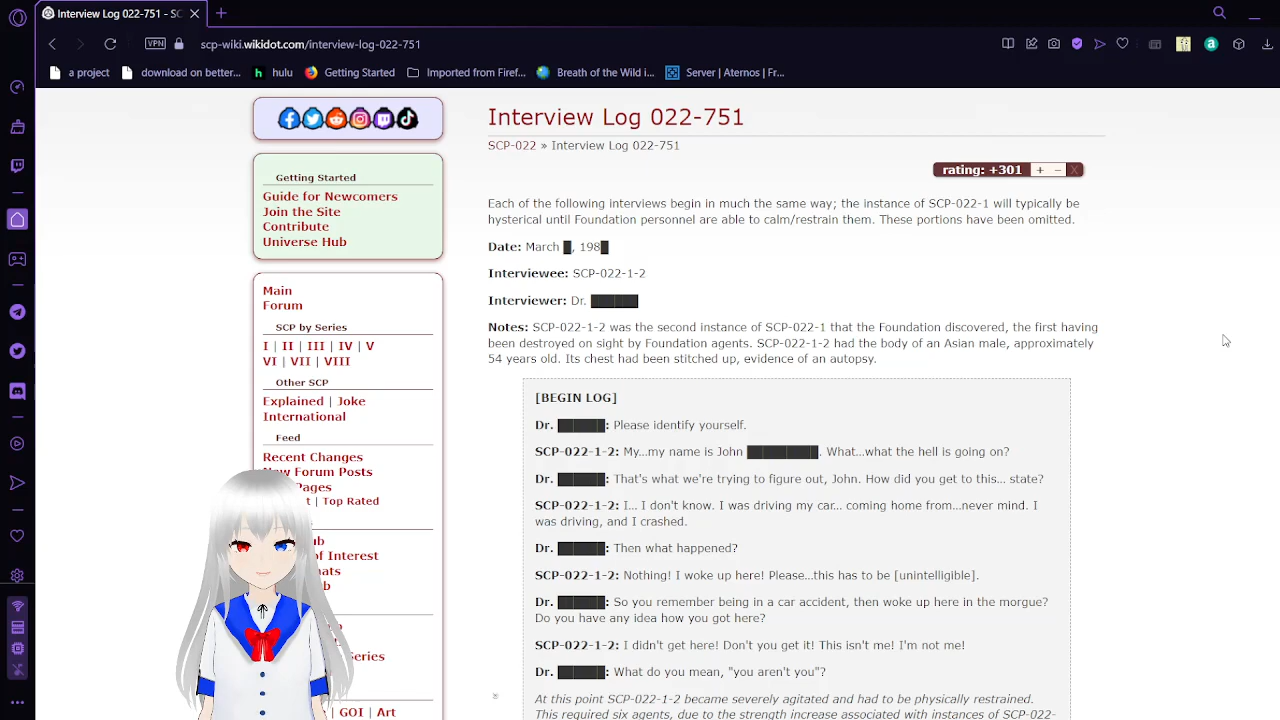 Interview Log 022-751 - SC
scp-wiki.wikidot.com/interview-log-022-751
VPN
a project
download on better...
hulu
Getting Started
Imported from Firef...
Breath of the Wild i...
Server | Aternos | Fr...
Getting Started
Guide for Newcomers
Join the Site
Contribute
Universe Hub
Main
Forum
SCP by Series
I | II | III | IV | V
VI | VII | VIII
Other SCP
Explained | Joke
International
Feed
Recent Changes
New Forum Posts
Pages
| Top Rated
of Interest
GOI | Art
Interview Log 022-751
SCP-022 » Interview Log 022-751
rating: +301 + – X
Each of the following interviews begin in much the same way; the instance of SCP-022-1 will typically be
hysterical until Foundation personnel are able to calm/restrain them. These portions have been omitted.
Date: March █, 198█
Interviewee: SCP-022-1-2
Interviewer: Dr. ██████
Notes: SCP-022-1-2 was the second instance of SCP-022-1 that the Foundation discovered, the first having
been destroyed on sight by Foundation agents. SCP-022-1-2 had the body of an Asian male, approximately
54 years old. Its chest had been stitched up, evidence of an autopsy.
[BEGIN LOG]
Dr. ██████: Please identify yourself.
SCP-022-1-2: My...my name is John █████████. What...what the hell is going on?
Dr. ██████: That's what we're trying to figure out, John. How did you get to this... state?
SCP-022-1-2: I... I don't know. I was driving my car... coming home from...never mind. I
was driving, and I crashed.
Dr. ██████: Then what happened?
SCP-022-1-2: Nothing! I woke up here! Please...this has to be [unintelligible].
Dr. ██████: So you remember being in a car accident, then woke up here in the morgue?
Do you have any idea how you got here?
SCP-022-1-2: I didn't get here! Don't you get it! This isn't me! I'm not me!
Dr. ██████: What do you mean, "you aren't you"?
At this point SCP-022-1-2 became severely agitated and had to be physically restrained.
This required six agents, due to the strength increase associated with instances of SCP-022-